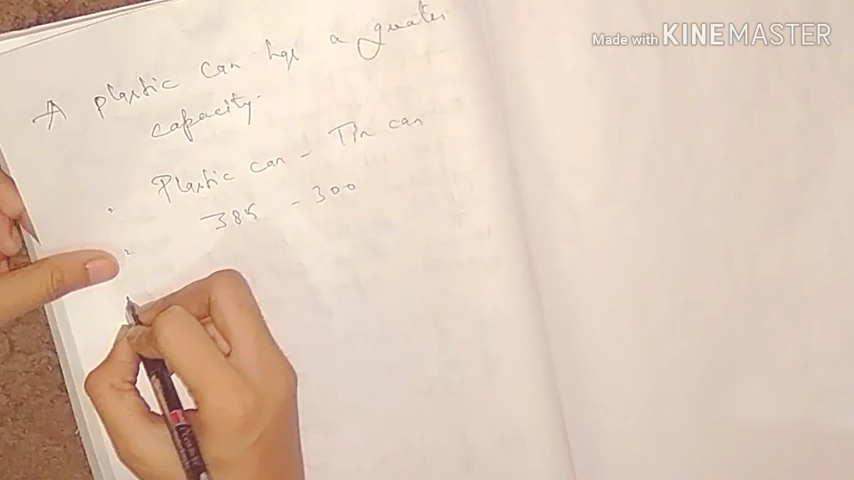 Made with KINEMASTER
A plastic can has a greater
capacity.
Plastic can - Tin can
385 - 300